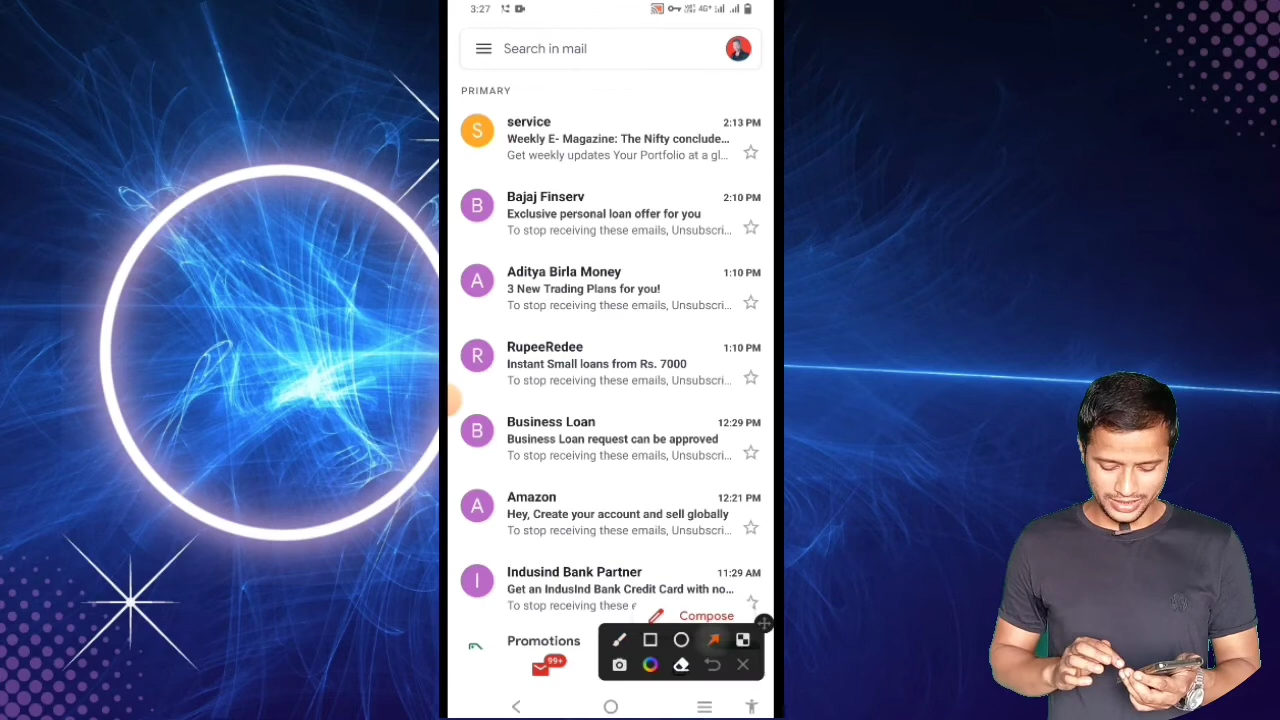 3:27
4G+
Search in mail
PRIMARY
S
service
2:13 PM
Weekly E- Magazine: The Nifty conclude...
Get weekly updates Your Portfolio at a gl...
B
Bajaj Finserv
2:10 PM
Exclusive personal loan offer for you
To stop receiving these emails, Unsubscri...
A
Aditya Birla Money
1:10 PM
3 New Trading Plans for you!
To stop receiving these emails, Unsubscri...
R
RupeeRedee
1:10 PM
Instant Small loans from Rs. 7000
To stop receiving these emails, Unsubscri...
B
Business Loan
12:29 PM
Business Loan request can be approved
To stop receiving these emails, Unsubscri...
A
Amazon
12:21 PM
Hey, Create your account and sell globally
To stop receiving these emails, Unsubscri...
I
Indusind Bank Partner
11:29 AM
Get an IndusInd Bank Credit Card with no...
To stop receiving these
Compose
Promotions
99+